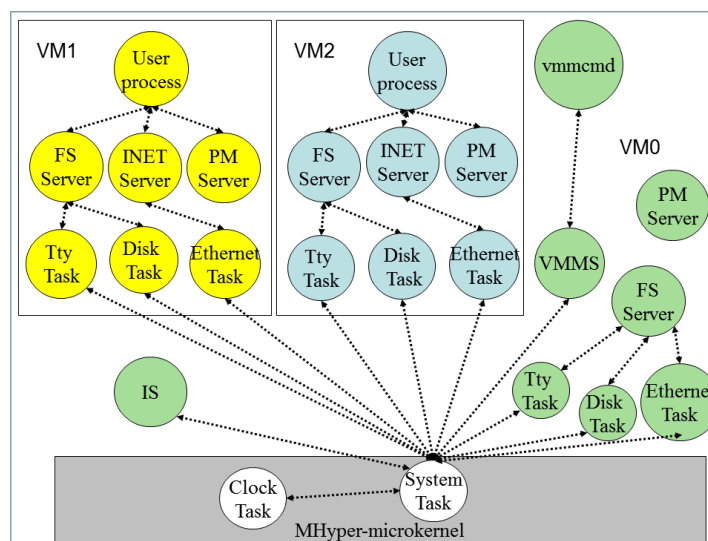 VM1
User
process
FS
Server
INET
Server
PM
Server
Tty
Task
Disk
Task
Ethernet
Task
VM2
User
process
FS
Server
INET
Server
PM
Server
Tty
Task
Disk
Task
Ethernet
Task
vmmcmd
VM0
PM
Server
VMMS
FS
Server
Tty
Task
Disk
Task
Ethernet
Task
IS
Clock
Task
System
Task
MHyper-microkernel